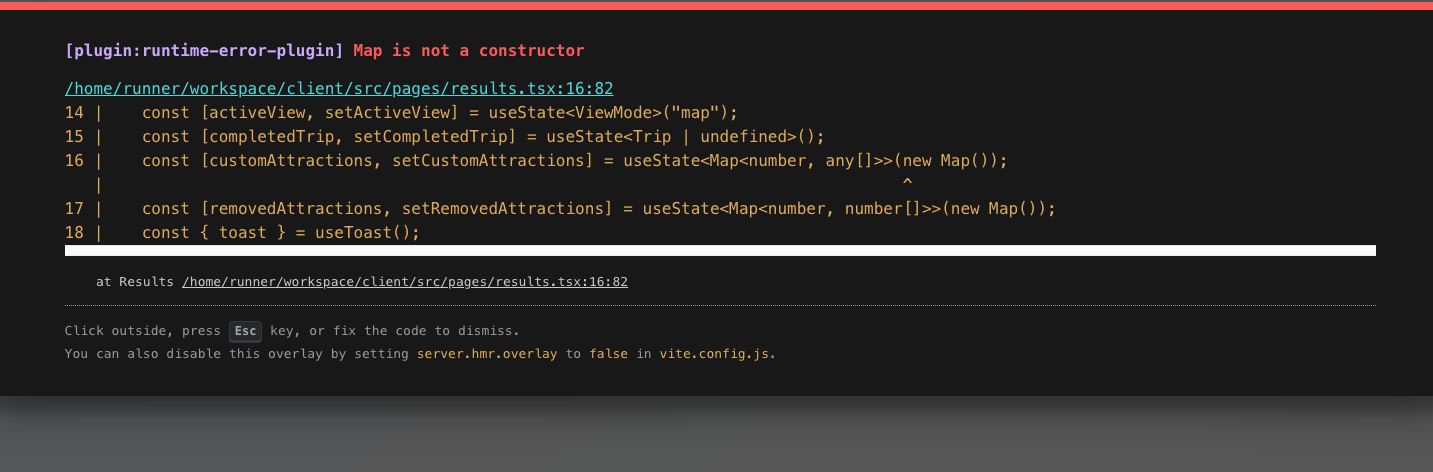 [plugin:runtime-error-plugin] Map is not a constructor
/home/runner/workspace/client/src/pages/results.tsx:16:82
14 |    const [activeView, setActiveView] = useState<ViewMode>("map");
15 |    const [completedTrip, setCompletedTrip] = useState<Trip | undefined>();
16 |    const [customAttractions, setCustomAttractions] = useState<Map<number, any[]>>(new Map());
   |                                                                                   ^
17 |    const [removedAttractions, setRemovedAttractions] = useState<Map<number, number[]>>(new Map());
18 |    const { toast } = useToast();
at Results /home/runner/workspace/client/src/pages/results.tsx:16:82
Click outside, press Esc key, or fix the code to dismiss.
You can also disable this overlay by setting server.hmr.overlay to false in vite.config.js.